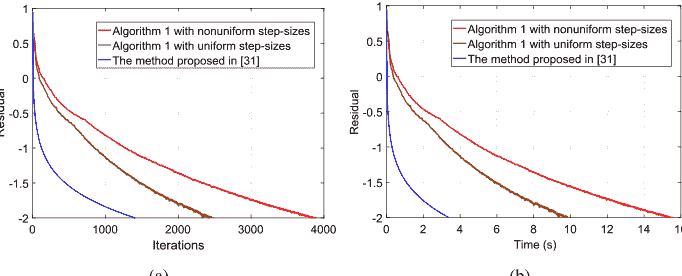 Algorithm 1 with nonuniform step-sizes
Algorithm 1 with uniform step-sizes
The method proposed in [31]
Residual
1
0.5
0
-0.5
-1
-1.5
-2
0 1000 2000 3000 4000
Iterations
(a)
Algorithm 1 with nonuniform step-sizes
Algorithm 1 with uniform step-sizes
The method proposed in [31]
Residual
1
0.5
0
-0.5
-1
-1.5
-2
0 2 4 6 8 10 12 14 16
Time (s)
(b)